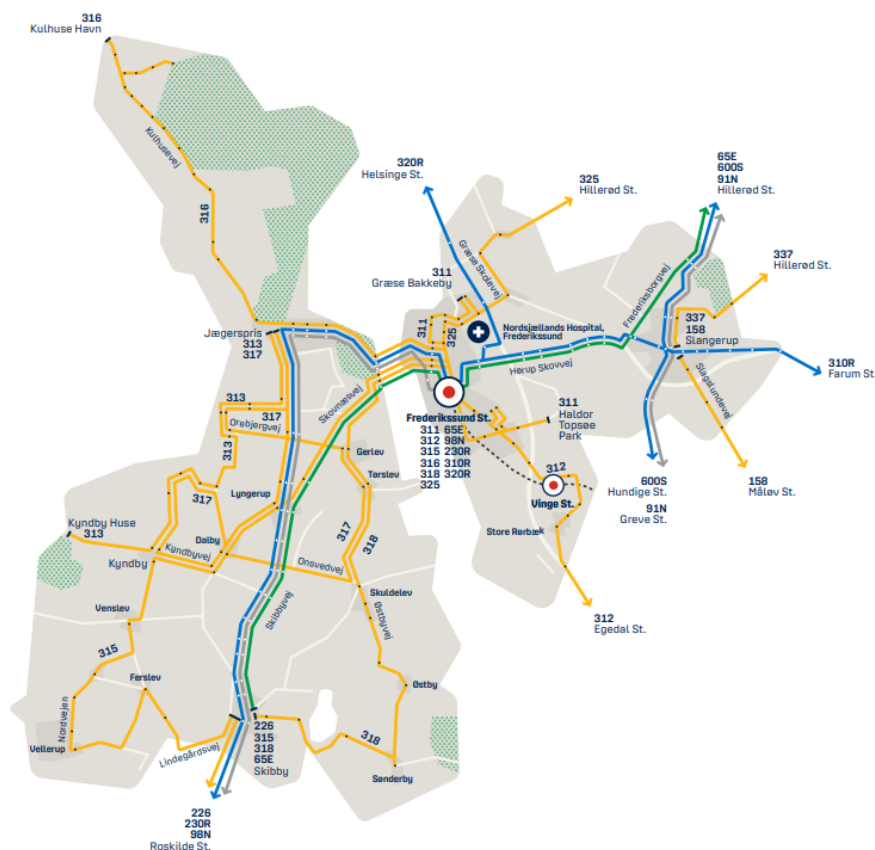 316
Kulhuse Havn
Kulhusevej
316
320R
Helsinge St.
325
Hillerød St.
65E
600S
91N
Hillerød St.
337
Hillerød St.
Græse Skolevej
311
Græse Bakkeby
311
325
Nordsjællands Hospital,
Frederikssund
Frederiksborgvej
337
158
Slangerup
310R
Farum St
Hørup Skovvej
Slagslundevej
Jægerspris
313
317
Skovnæsvej
Frederikssund St.
311 65E
312 98N
315 230R
316 310R
318 320R
325
311
Haldor
Topsøe
Park
313
317
Orebjergvej
313
Gerlev
Tørslev
312
Vinge St.
600S
Hundige St.
91N
Greve St.
158
Måløv St.
317
Lyngerup
Kyndby Huse
313
Dalby
Kyndbyvej
Kyndby
317
318
Store Rørbæk
Onsvedvej
Skuldelev
Østbyvej
Skibbyvej
312
Egedal St.
Venslev
315
Ferslev
Østby
Nordvejen
Vellerup
Lindegårdsvej
226
315
318
65E
Skibby
318
Sønderby
226
230R
98N
Roskilde St.